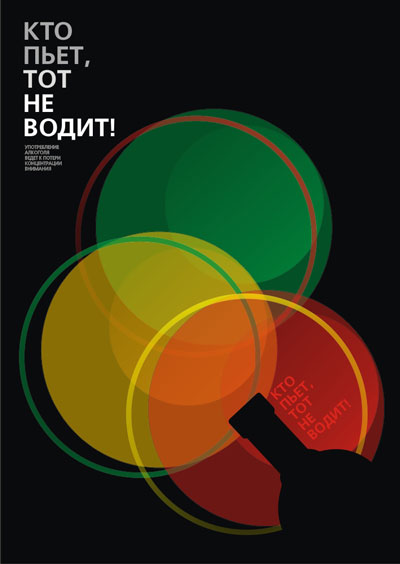 КТО
ПЬЕТ,
ТОТ
НЕ
ВОДИТ!
УПОТРЕБЛЕНИЕ
АЛКОГОЛЯ
ВЕДЕТ К ПОТЕРИ
КОНЦЕНТРАЦИИ
ВНИМАНИЯ
КТО
ПЬЕТ,
ТОТ
НЕ
ВОДИТ!